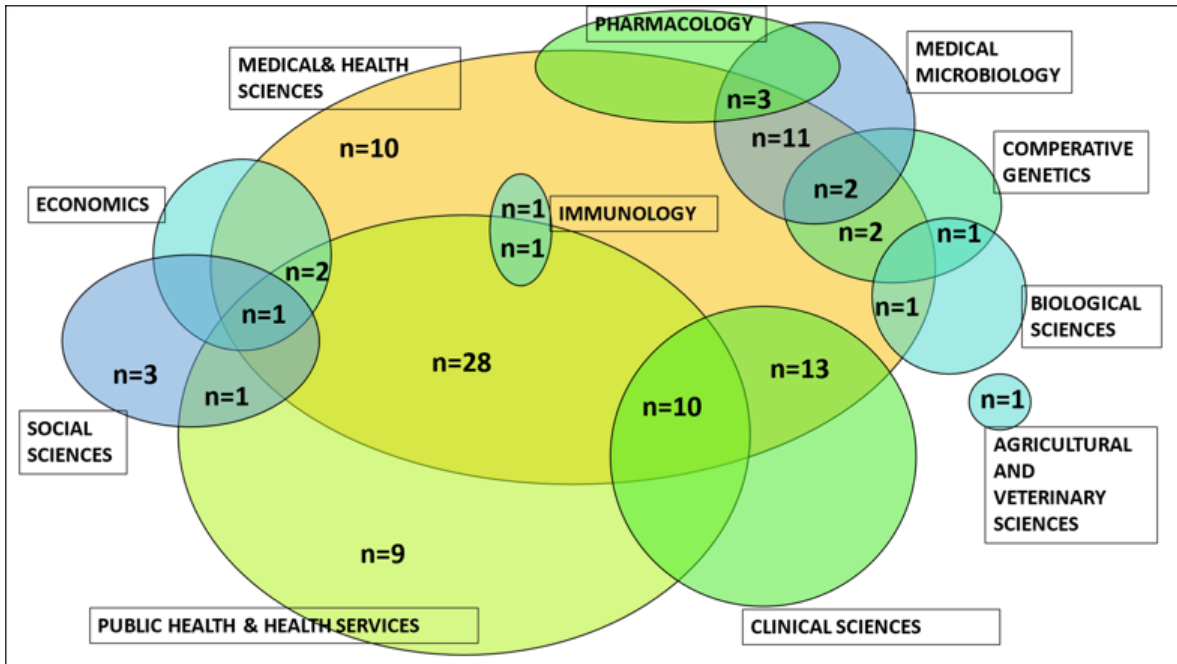 PHARMACOLOGY
MEDICAL& HEALTH
SCIENCES
MEDICAL
MICROBIOLOGY
n=3
n=10
n=11
COMPERATIVE
GENETICS
ECONOMICS
n=1
IMMUNOLOGY
n=2
n=2
n=1
n=1
n=2
n=1
n=1
BIOLOGICAL
SCIENCES
n=3
n=28
n=13
n=1
n=10
n=1
SOCIAL
SCIENCES
AGRICULTURAL
AND
VETERINARY
SCIENCES
n=9
PUBLIC HEALTH & HEALTH SERVICES
CLINICAL SCIENCES